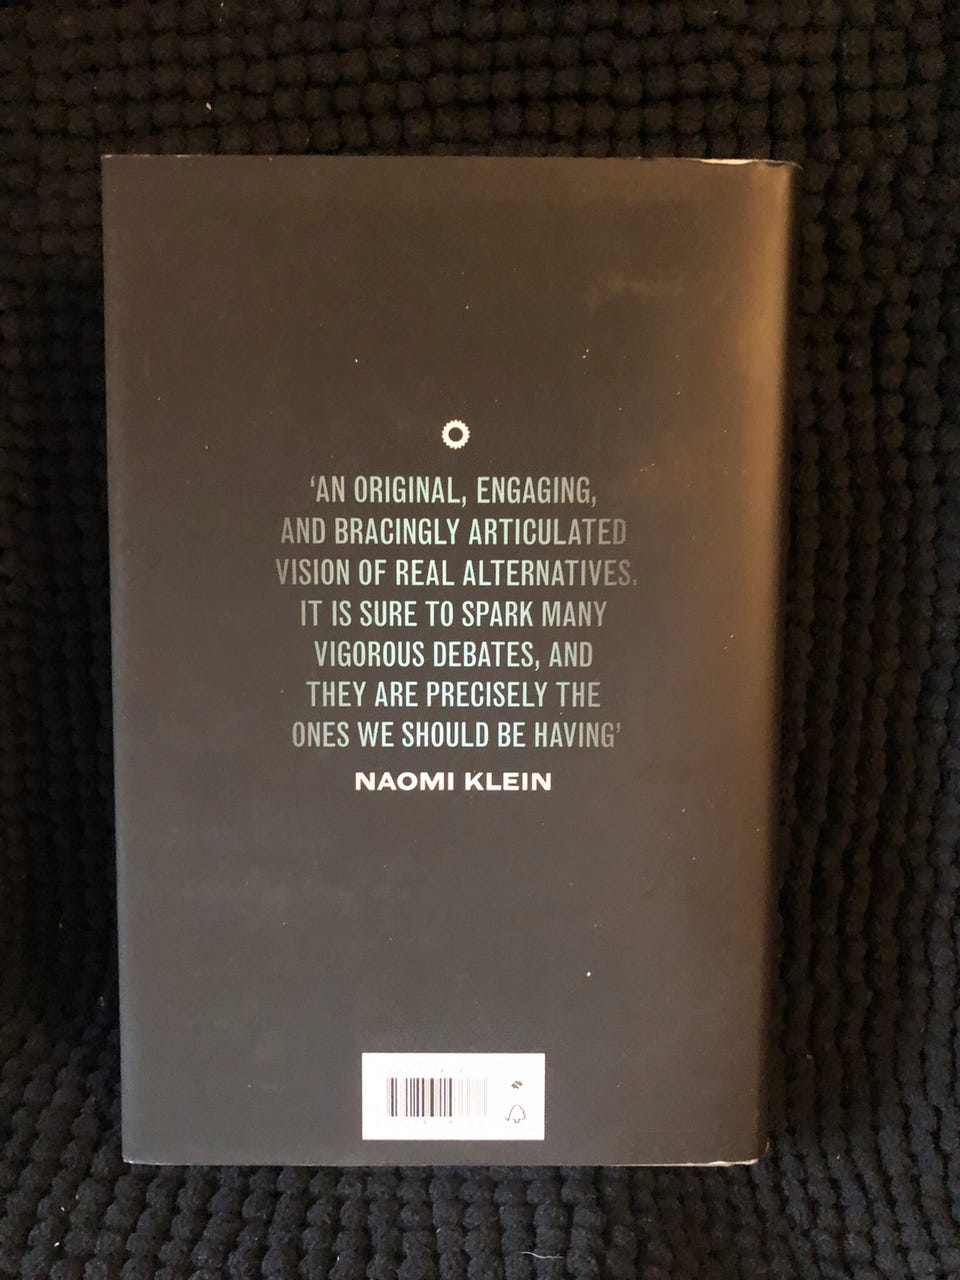 ‘AN ORIGINAL, ENGAGING,
AND BRACINGLY ARTICULATED
VISION OF REAL ALTERNATIVES.
IT IS SURE TO SPARK MANY
VIGOROUS DEBATES, AND
THEY ARE PRECISELY THE
ONES WE SHOULD BE HAVING’
NAOMI KLEIN